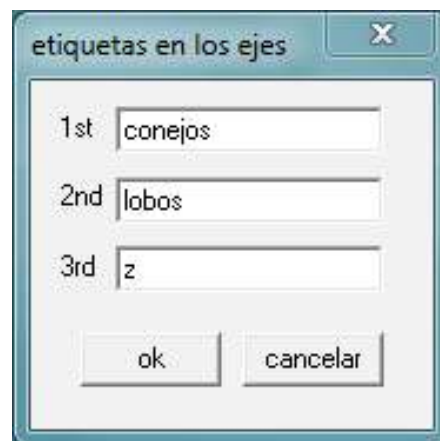 etiquetas en los ejes
1st conejos
2nd lobos
3rd z
ok cancelar